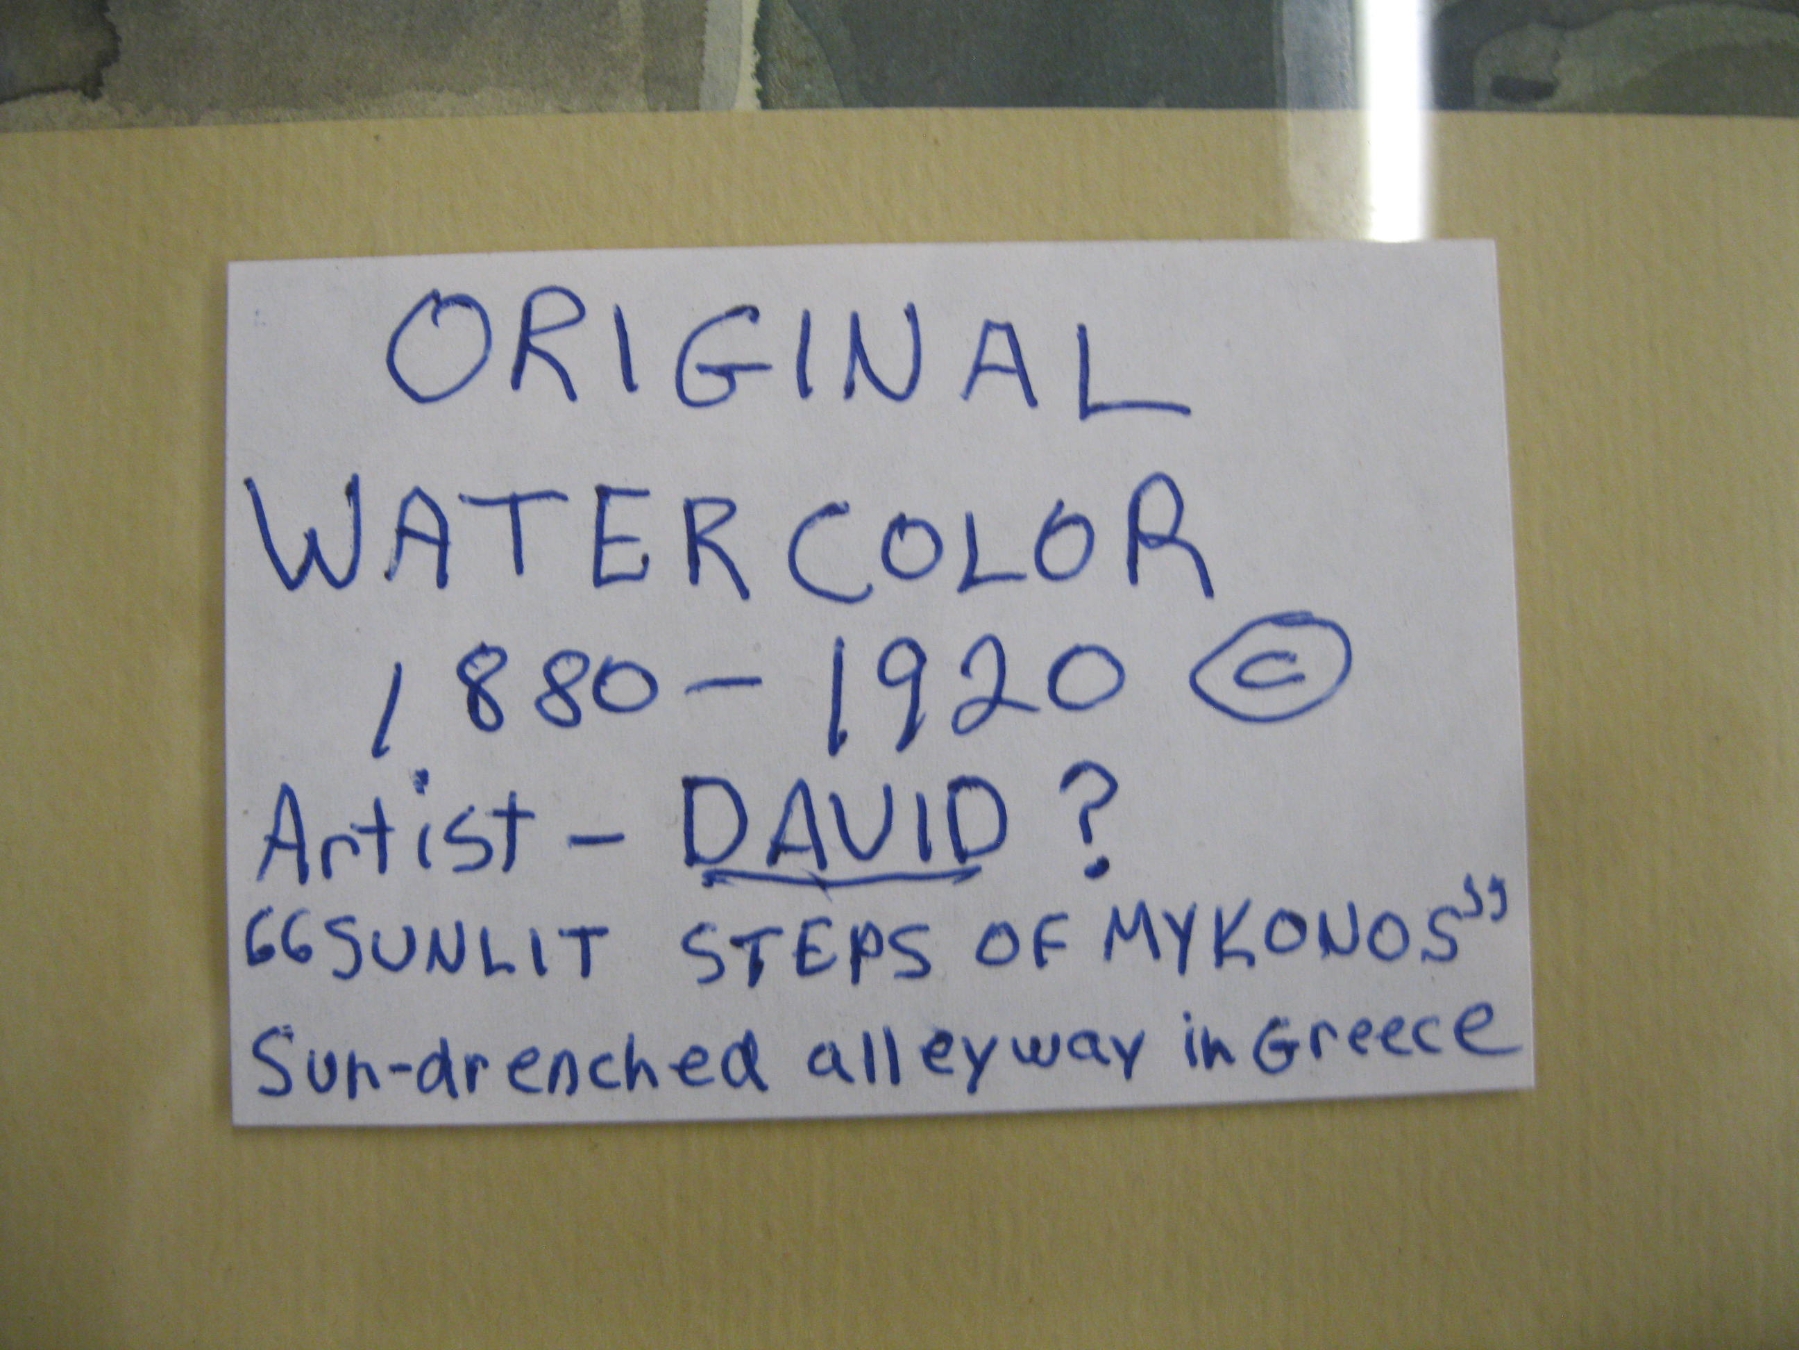 ORIGINAL
WATERCOLOR
1880-1920 ©
Artist - DAVID ?
"SUNLIT STEPS OF MYKONOS"
Sun-drenched alleyway in Greece